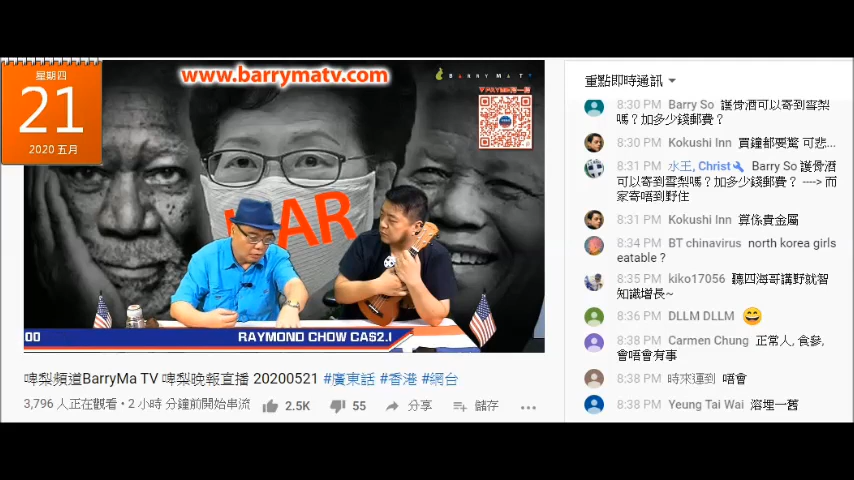 星期四
21
2020 五月
www.barrymatv.com
BARRY MA TV
WAR
00
RAYMOND CHOW CAS2.I
啤梨頻道BarryMa TV 啤梨晚報直播 20200521 #廣東話 #香港 #網台
3,796 人正在觀看 • 2 小時 分鐘前開始串流
2.5K
55
分享
儲存
重點即時通訊
8:30 PM Barry So 護骨酒可以寄到雪梨
嗎？加多少錢郵費？
8:30 PM Kokushi Inn 買鐘都要驚 可悲...
8:31 PM 水王, Christ Barry So 護骨酒
可以寄到雪梨嗎？加多少錢郵費？ ---> 而
家寄唔到野住
8:31 PM Kokushi Inn 算係貴金屬
8:34 PM BT chinavirus north korea girls
eatable ?
8:35 PM kiko17056 聽四海哥講野就智
知識增長~
8:36 PM DLLM DLLM 😄
8:38 PM Carmen Chung 正常人, 食參,
會唔會有事
8:38 PM 時來運到 唔會
8:38 PM Yeung Tai Wai 溶埋一舊